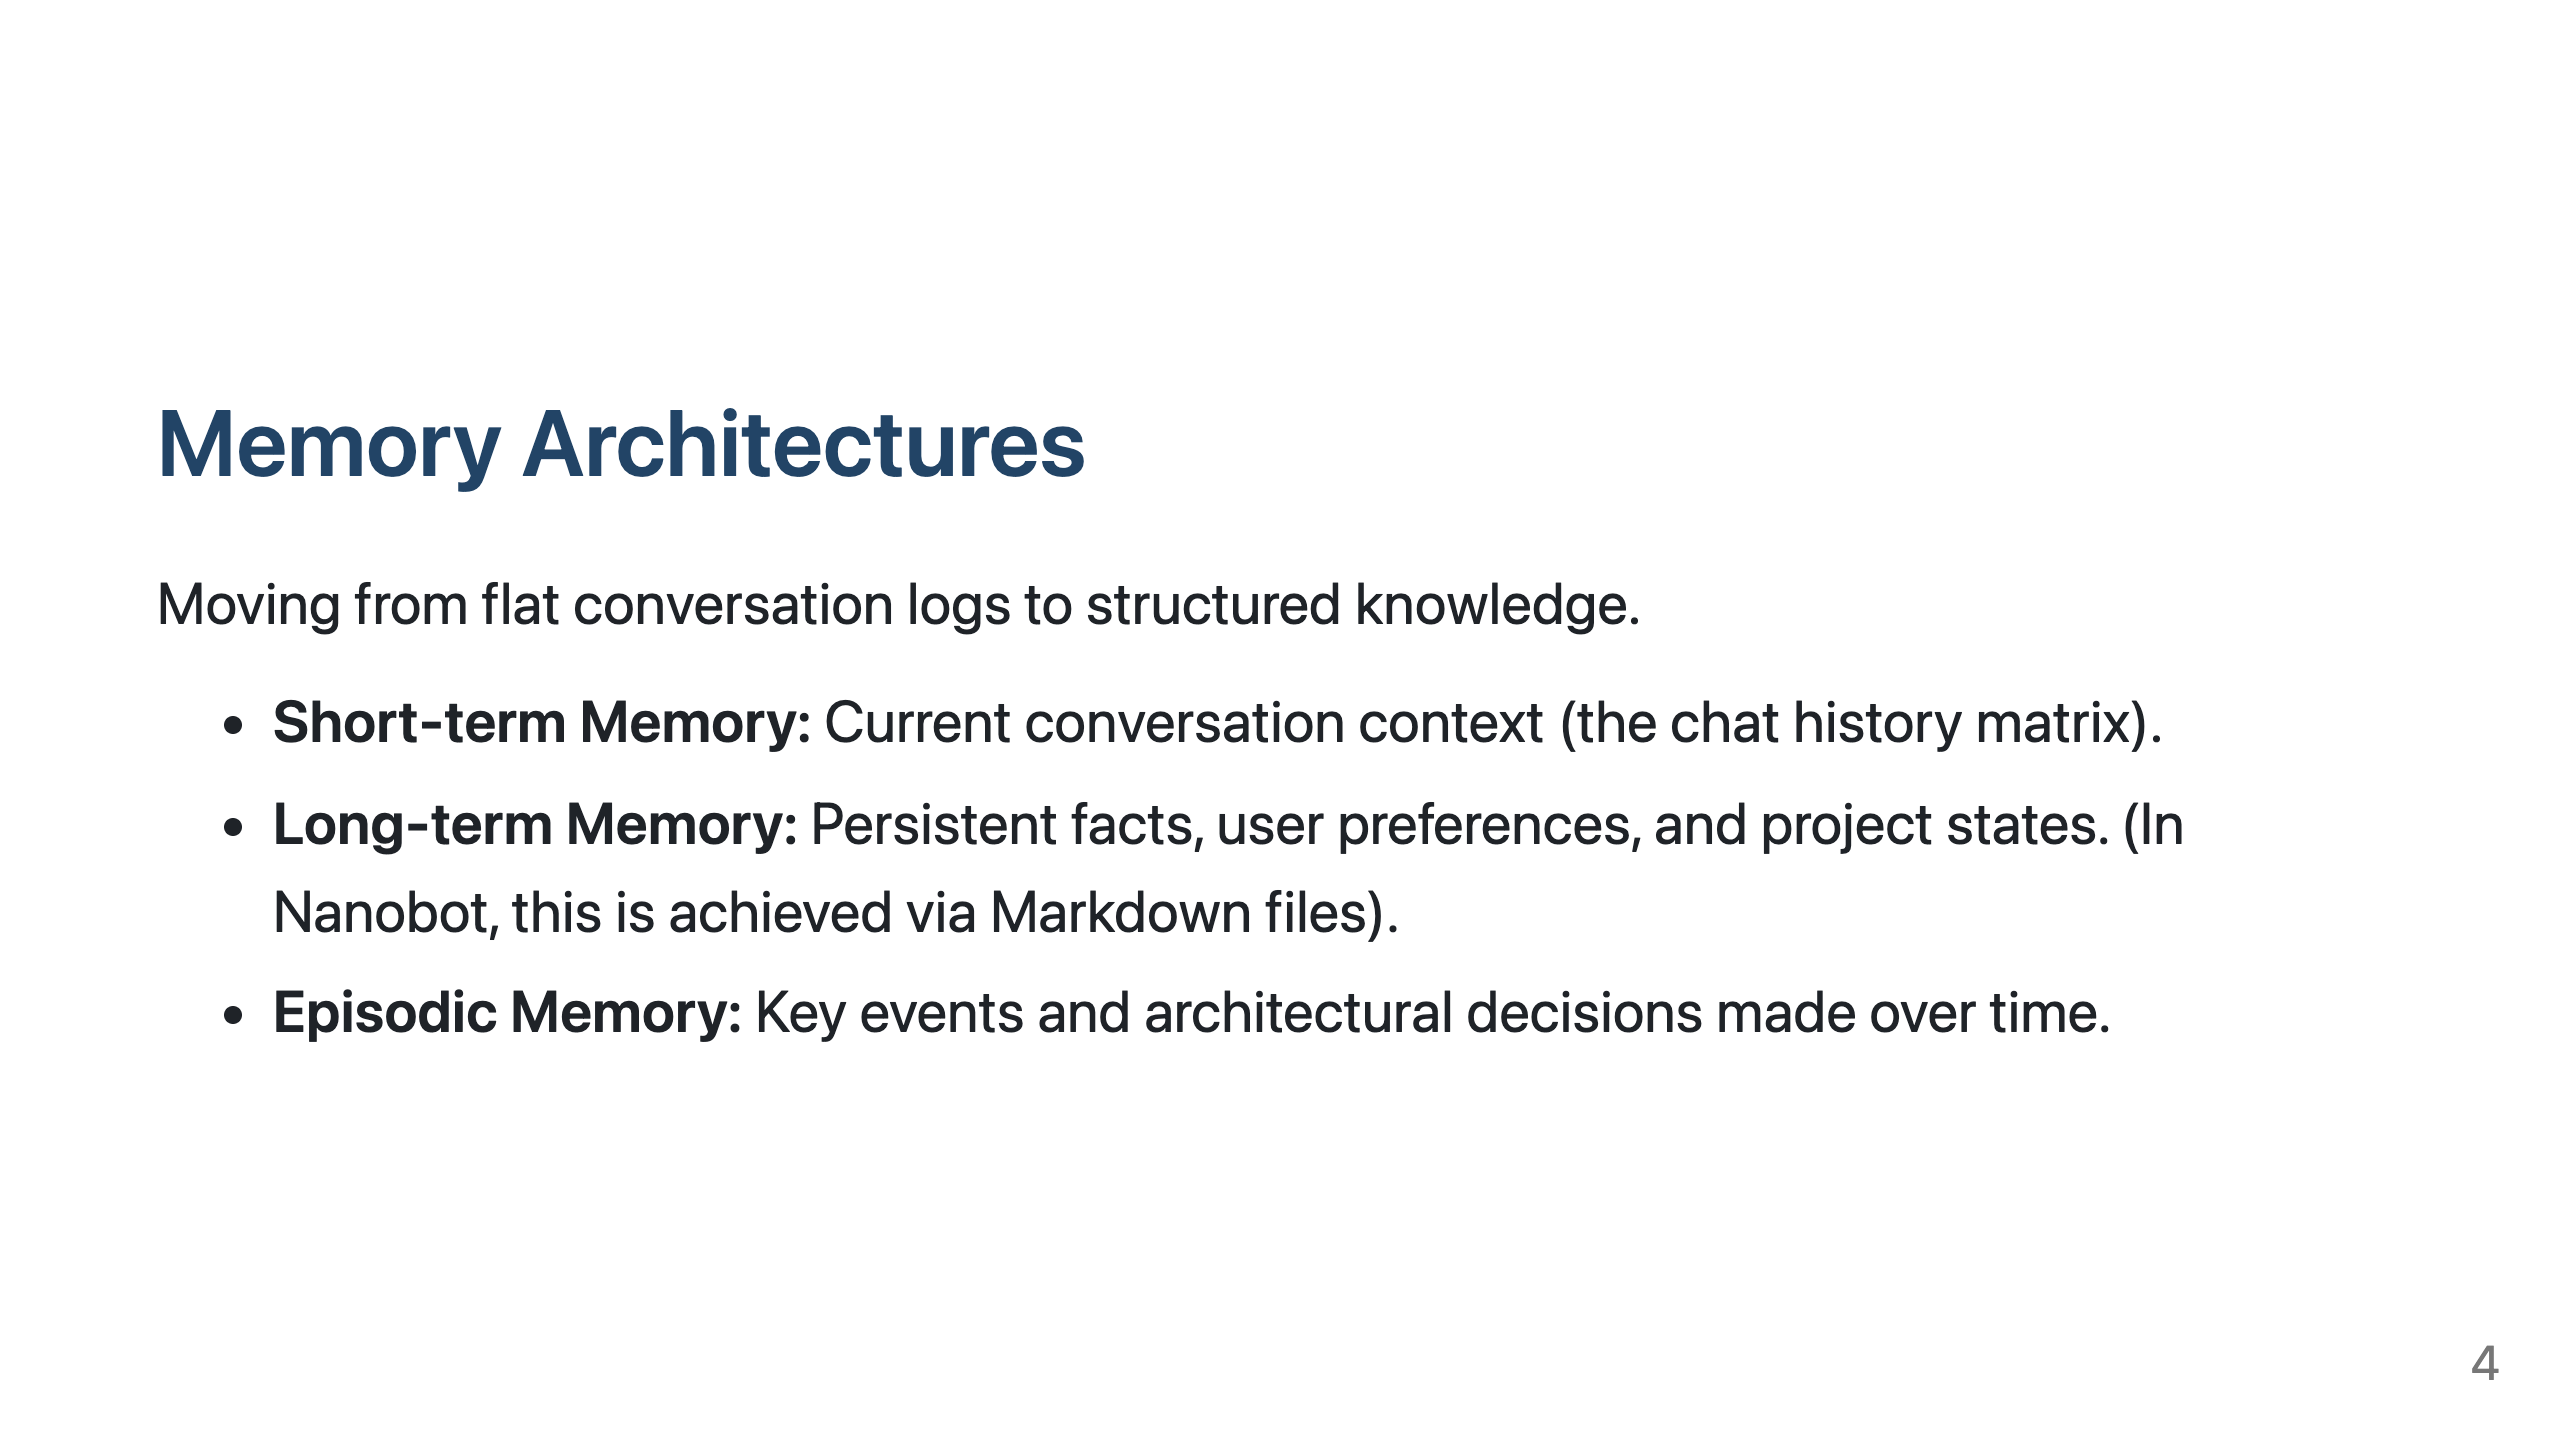 Memory Architectures
Moving from flat conversation logs to structured knowledge.
• Short-term Memory: Current conversation context (the chat history matrix).
• Long-term Memory: Persistent facts, user preferences, and project states. (In
Nanobot, this is achieved via Markdown files).
• Episodic Memory: Key events and architectural decisions made over time.
4